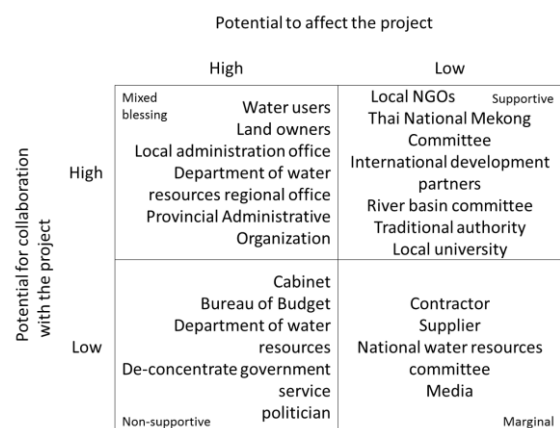 Potential to affect the project
High
Low
Potential for collaboration
with the project
High
Mixed
blessing
Water users
Land owners
Local administration office
Department of water
resources regional office
Provincial Administrative
Organization
Local NGOs
Supportive
Thai National Mekong
Committee
International development
partners
River basin committee
Traditional authority
Local university
Low
Cabinet
Bureau of Budget
Department of water
resources
De-concentrate government
service
politician
Non-supportive
Contractor
Supplier
National water resources
committee
Media
Marginal